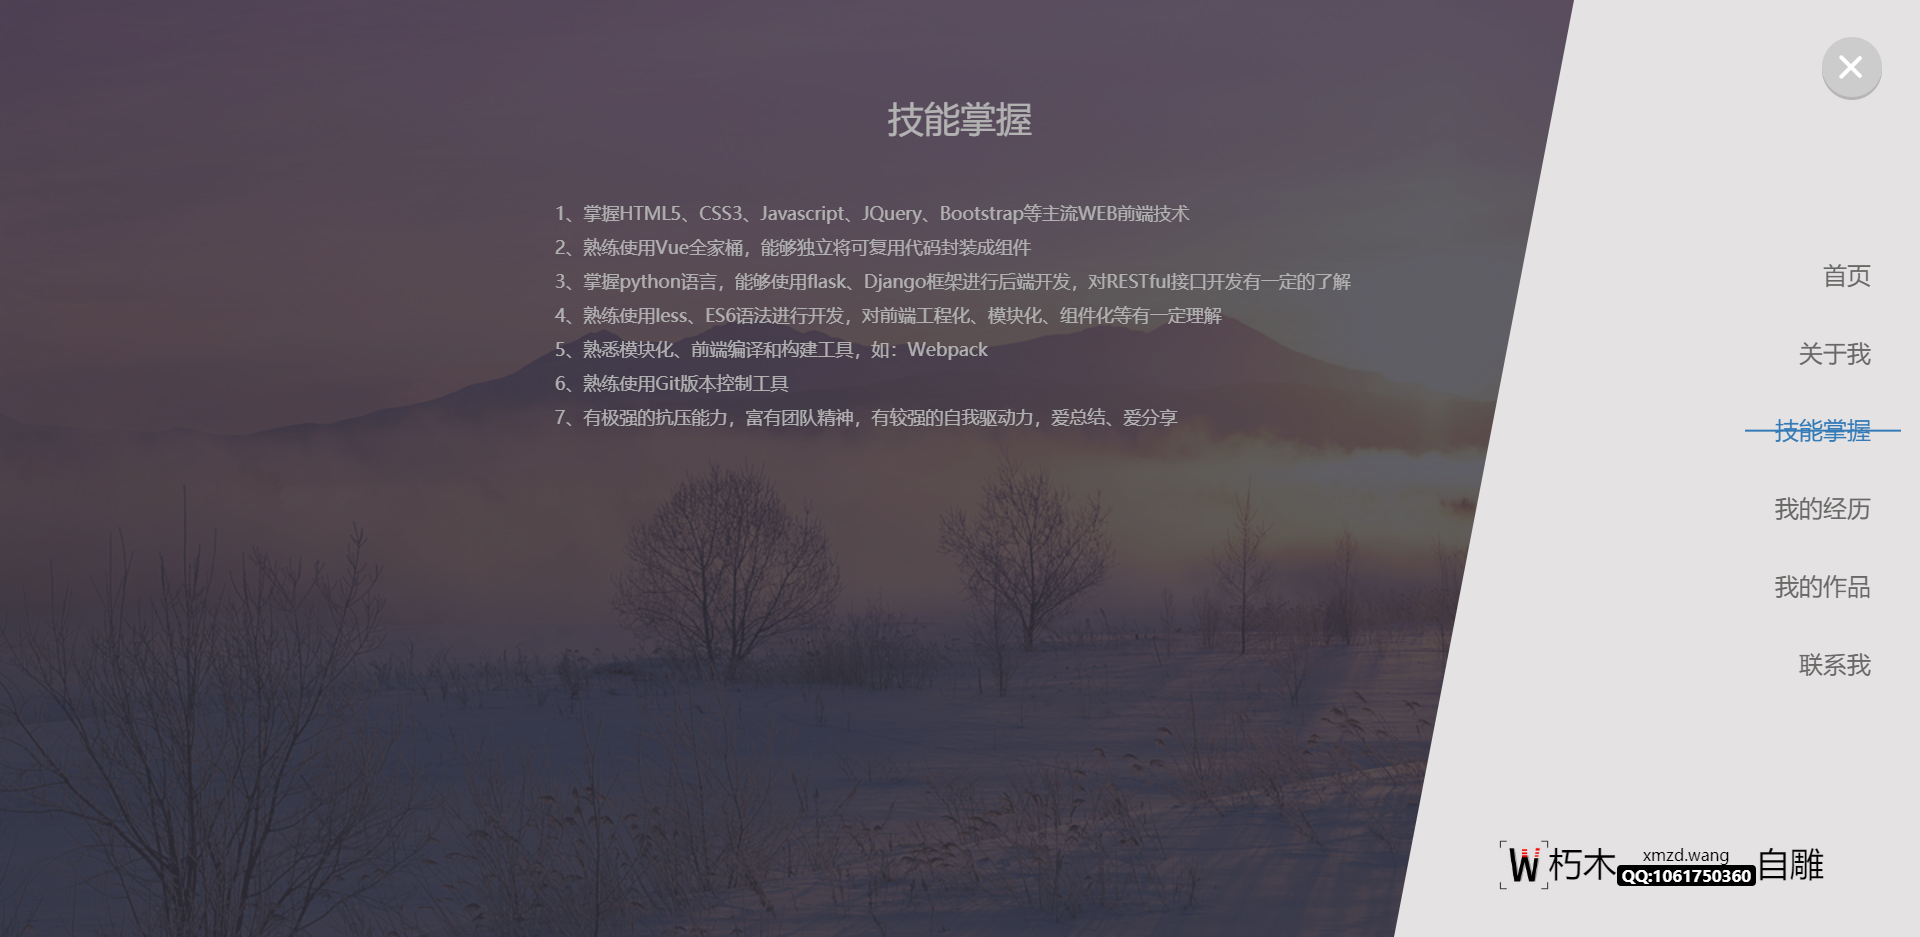 技能掌握
1、掌握HTML5、CSS3、Javascript、JQuery、Bootstrap等主流WEB前端技术
2、熟练使用Vue全家桶，能够独立将可复用代码封装成组件
3、掌握python语言，能够使用flask、Django框架进行后端开发，对RESTful接口开发有一定的了解
4、熟练使用less、ES6语法进行开发，对前端工程化、模块化、组件化等有一定理解
5、熟悉模块化、前端编译和构建工具，如：Webpack
6、熟练使用Git版本控制工具
7、有极强的抗压能力，富有团队精神，有较强的自我驱动力，爱总结、爱分享
首页
关于我
技能掌握
我的经历
我的作品
联系我
W 朽木 xmzd.wang 自雕
QQ:1061750360